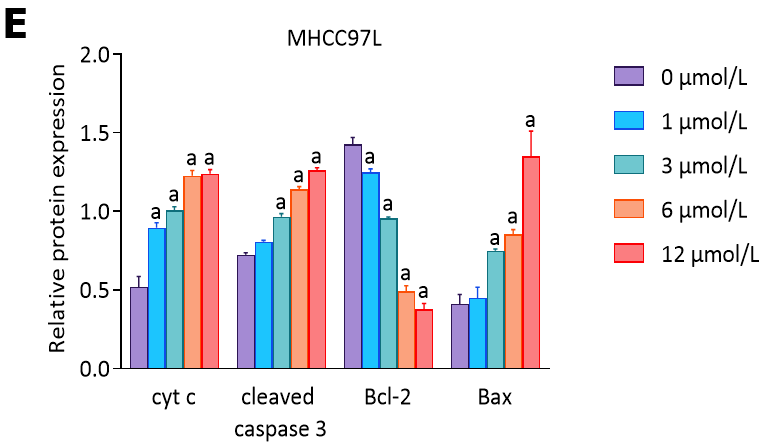 E
MHCC97L
Relative protein expression
2.0
1.5
1.0
0.5
0.0
a a a a
a a a
a a a a
a a a
cyt c
cleaved caspase 3
Bcl-2
Bax
0 μmol/L
1 μmol/L
3 μmol/L
6 μmol/L
12 μmol/L